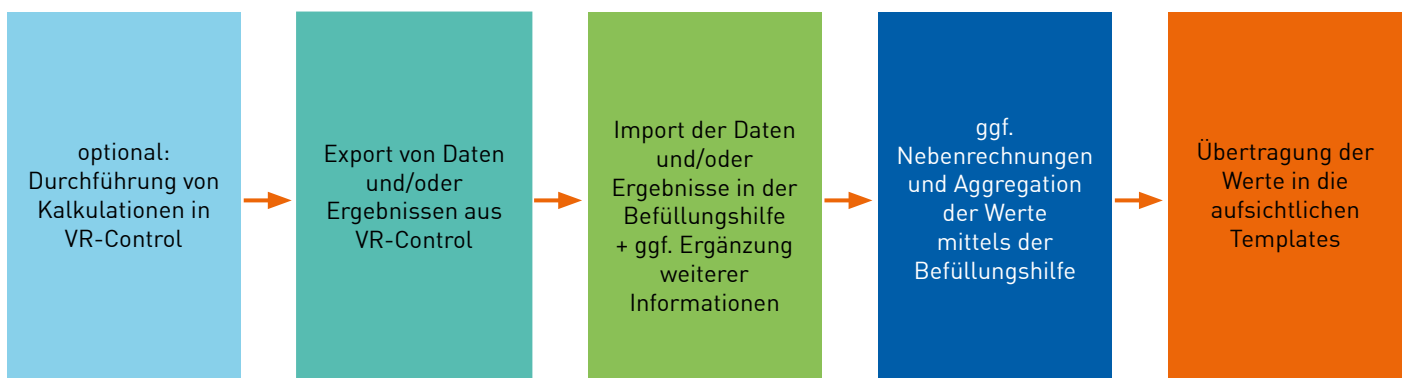 optional:
Durchführung von
Kalkulationen in
VR-Control
Export von Daten
und/oder
Ergebnissen aus
VR-Control
Import der Daten
und/oder
Ergebnisse in der
Befüllungshilfe
+ ggf. Ergänzung
weiterer
Informationen
ggf.
Nebenrechnungen
und Aggregation
der Werte
mittels der
Befüllungshilfe
Übertragung der
Werte in die
aufsichtlichen
Templates